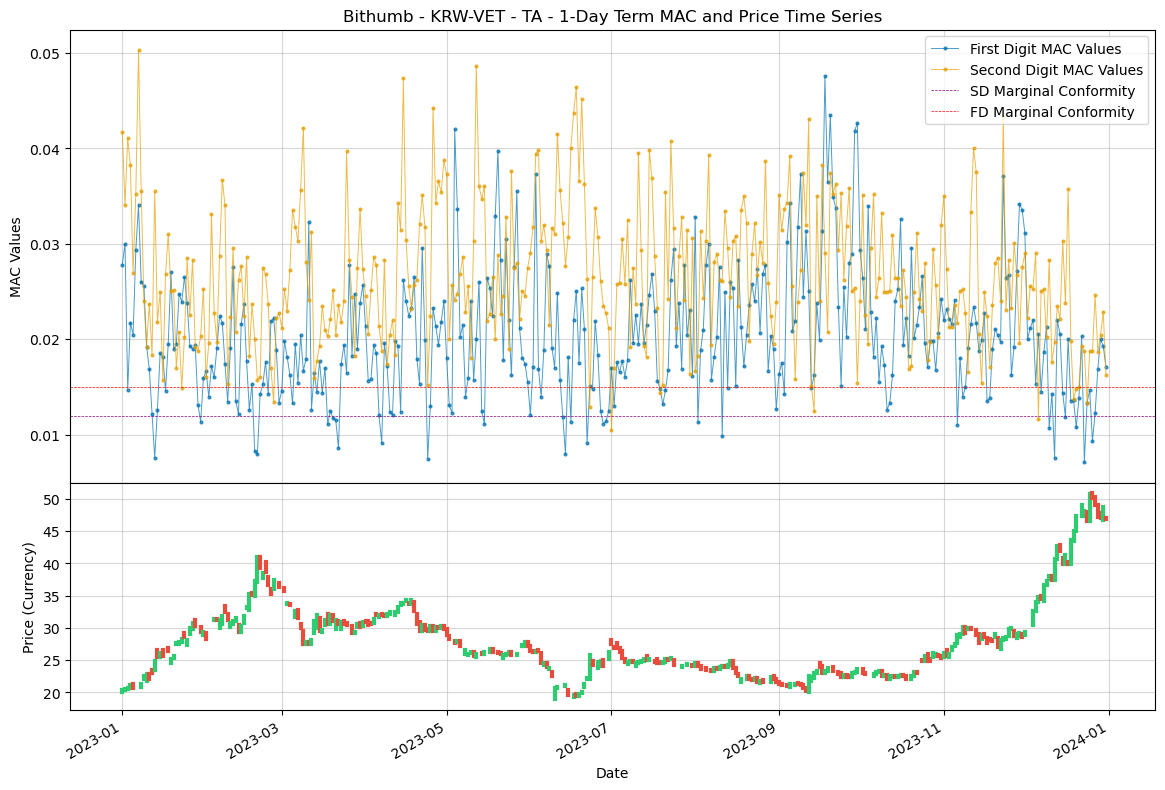 Bithumb - KRW-VET - TA - 1-Day Term MAC and Price Time Series
First Digit MAC Values
Second Digit MAC Values
SD Marginal Conformity
FD Marginal Conformity
MAC Values
0.05
0.04
0.03
0.02
0.01
Price (Currency)
50
45
40
35
30
25
20
2023-01
2023-03
2023-05
2023-07
2023-09
2023-11
2024-01
Date